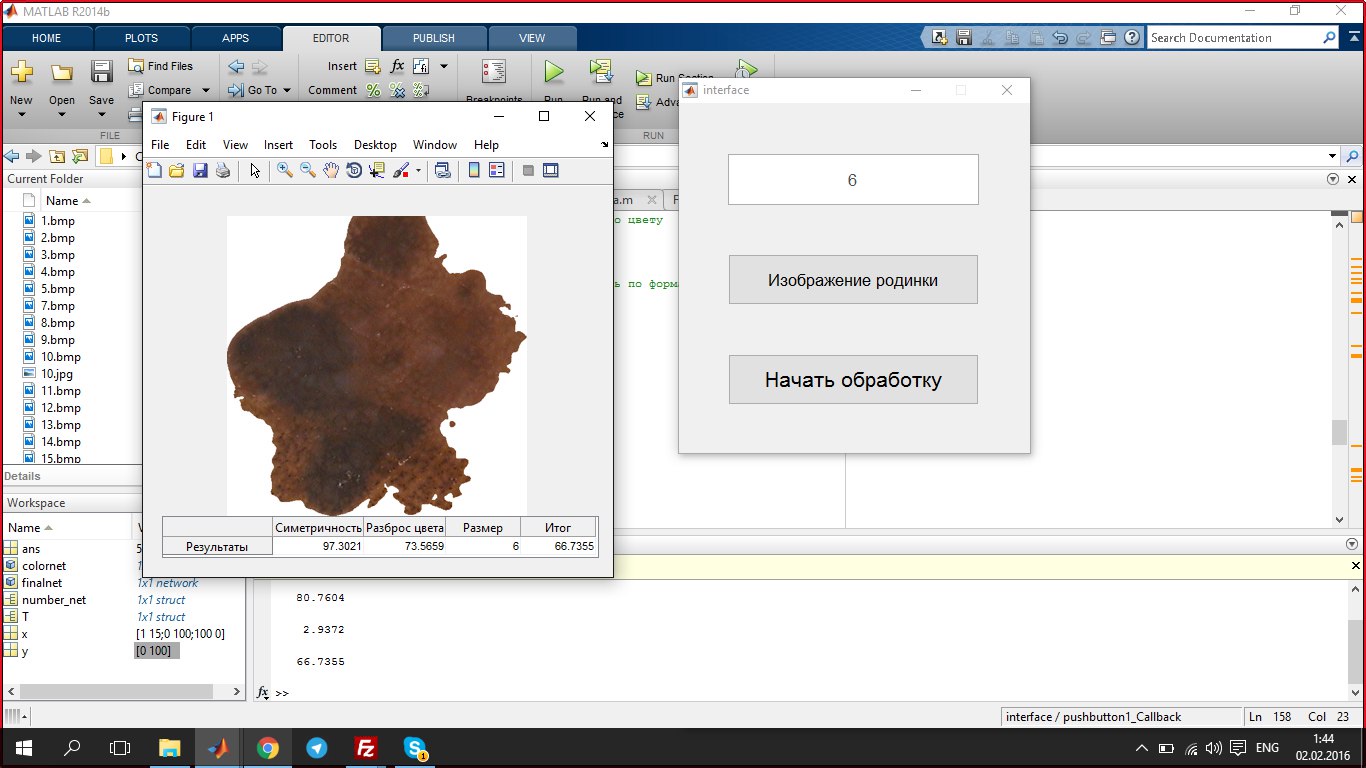 MATLAB R2014b
HOME PLOTS APPS EDITOR PUBLISH VIEW
Search Documentation
New Open Save
Find Files
Compare
Go To
Insert
Comment
Breakpoints
Run
Run and
Run Section
FILE
RUN
Current Folder
Name
1.bmp
2.bmp
3.bmp
4.bmp
5.bmp
7.bmp
8.bmp
9.bmp
10.bmp
10.jpg
11.bmp
12.bmp
13.bmp
14.bmp
15.bmp
Details
Workspace
Name
ans 5
colornet
finalnet 1x1 network
number_net 1x1 struct
T 1x1 struct
x [1 15;0 100;100 0]
y [0 100]
Figure 1
File Edit View Insert Tools Desktop Window Help
Симетричность Разброс цвета Размер Итог
Результаты 97.3021 73.5659 6 66.7355
a.m
о цвету
ь по форм
interface
6
Изображение родинки
Начать обработку
80.7604
2.9372
66.7355
fx >>
interface / pushbutton1_Callback
Ln 158 Col 23
ENG
1:44
02.02.2016